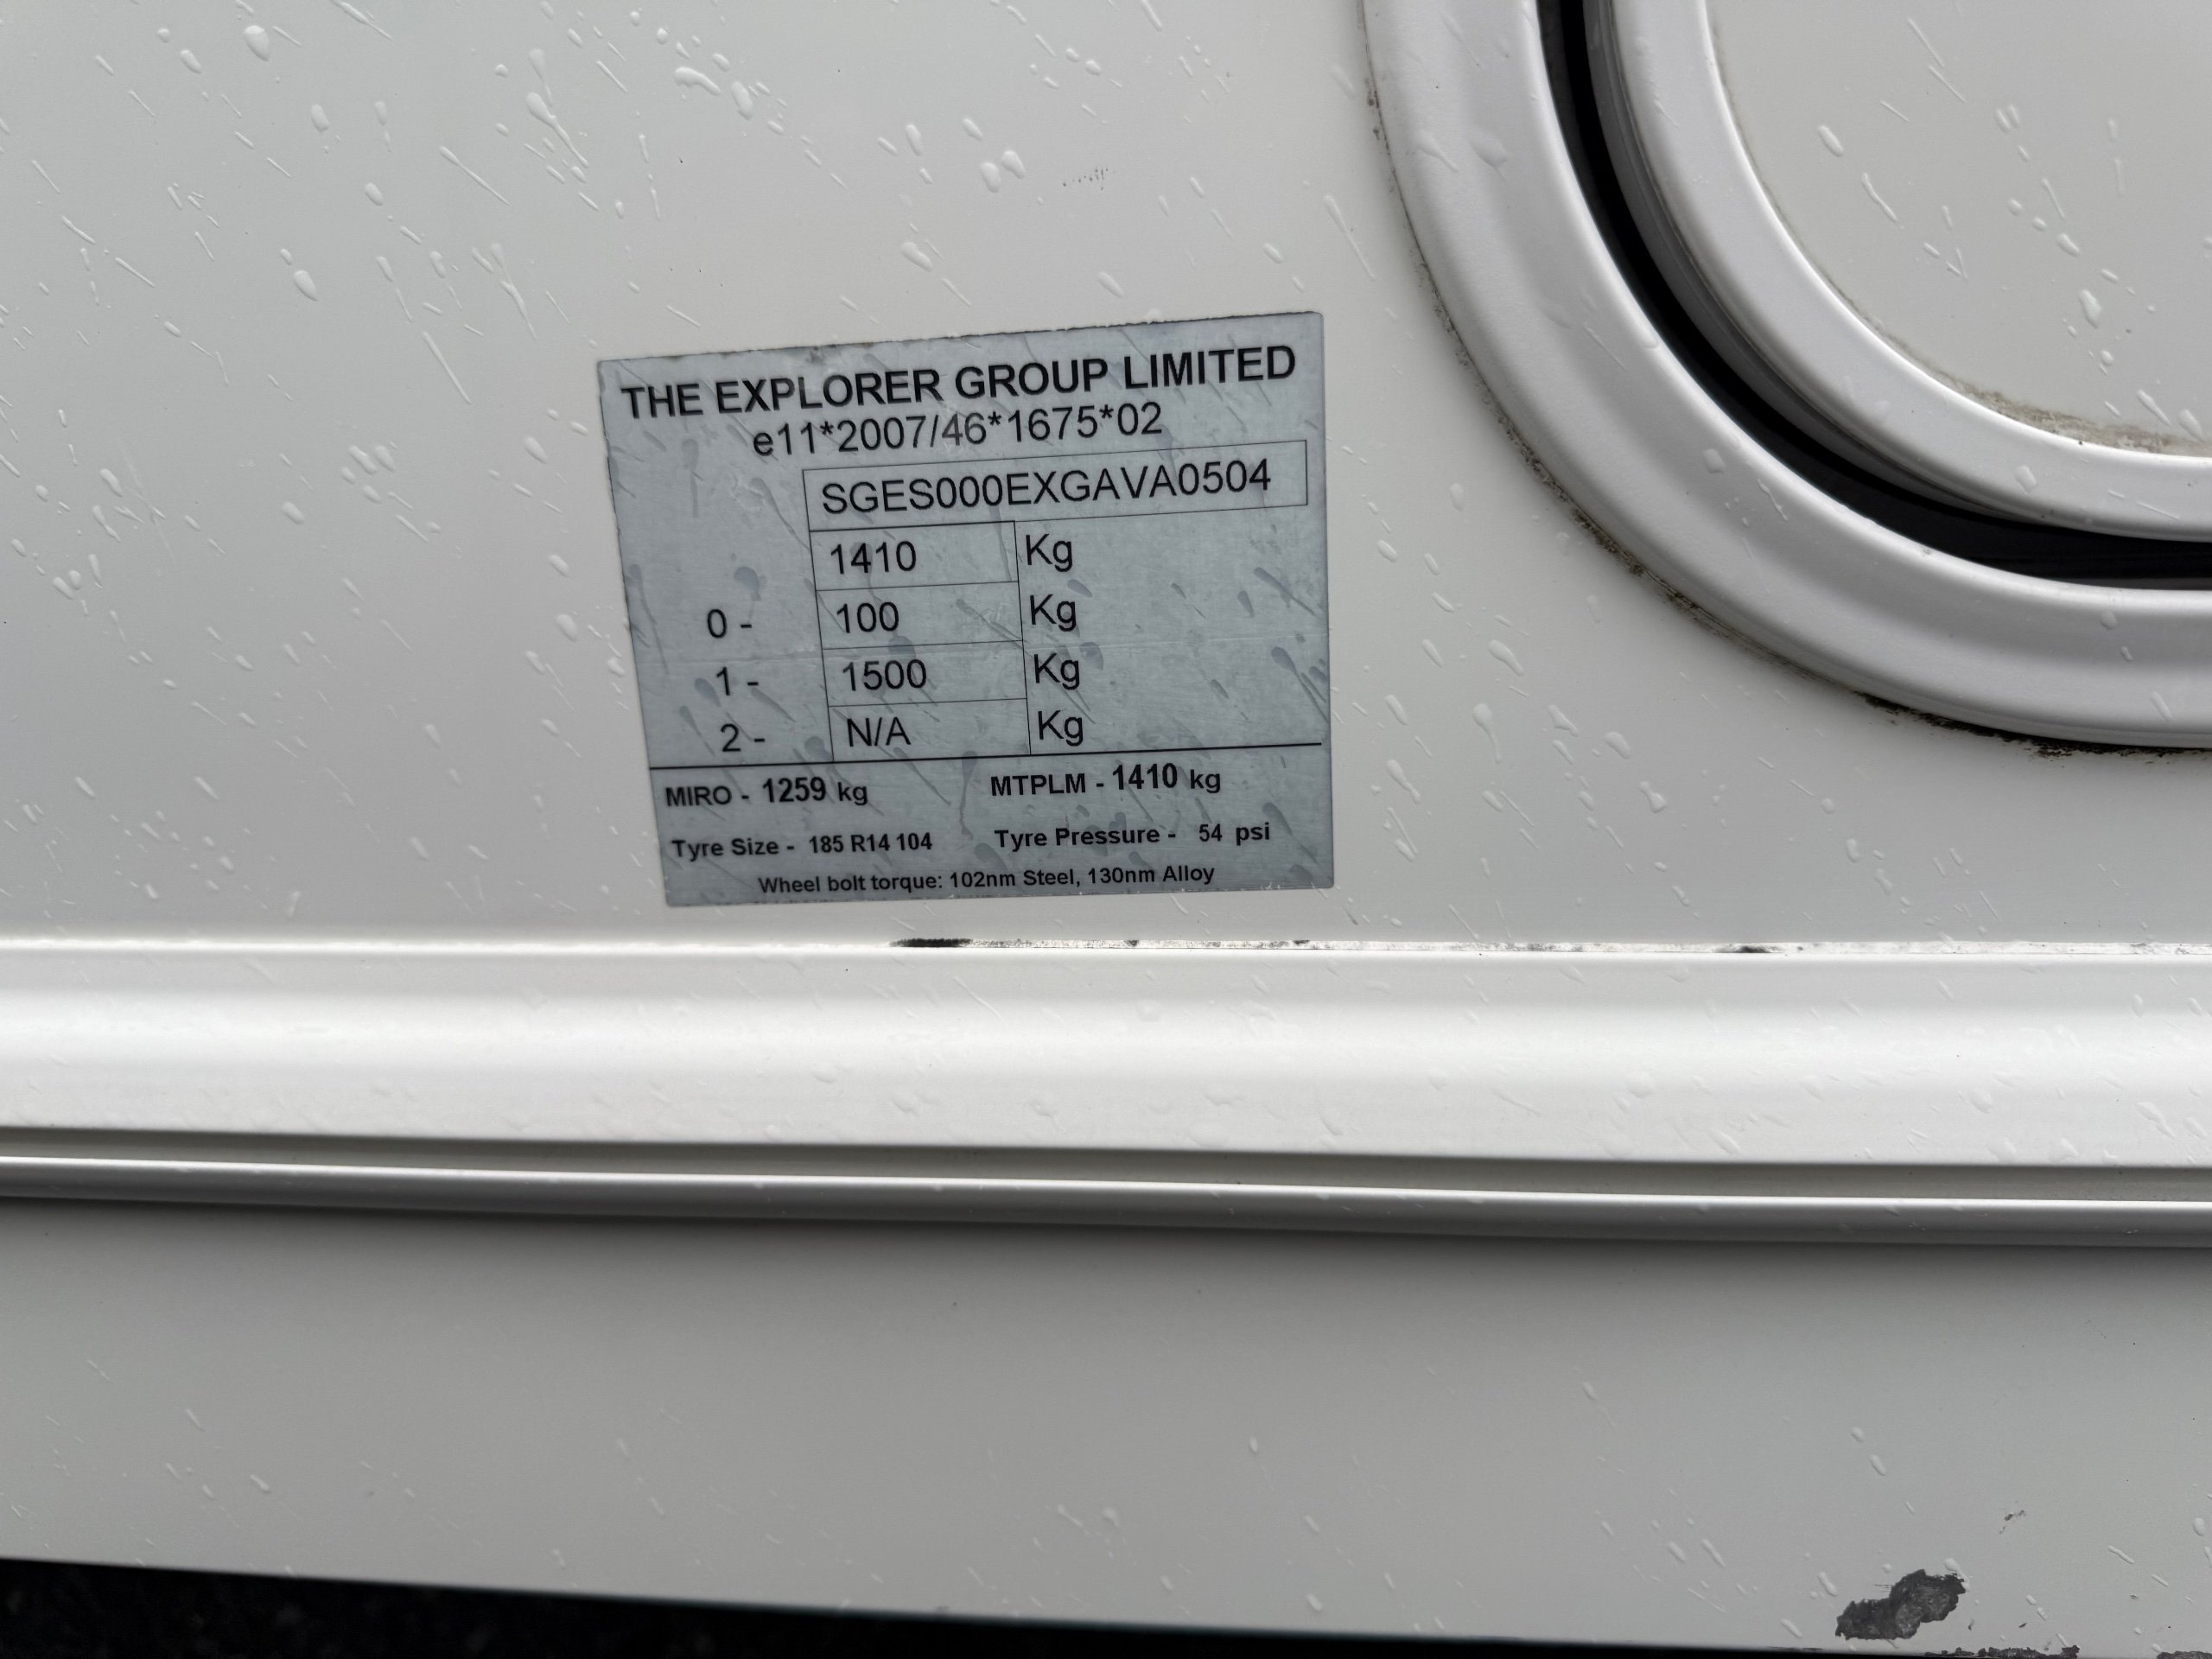 THE EXPLORER GROUP LIMITED
e11*2007/46*1675*02
SGES000EXGAVA0504
1410 Kg
0 - 100 Kg
1 - 1500 Kg
2 - N/A Kg
MIRO - 1259 kg MTPLM - 1410 kg
Tyre Size - 185 R14 104 Tyre Pressure - 54 psi
Wheel bolt torque: 102nm Steel, 130nm Alloy